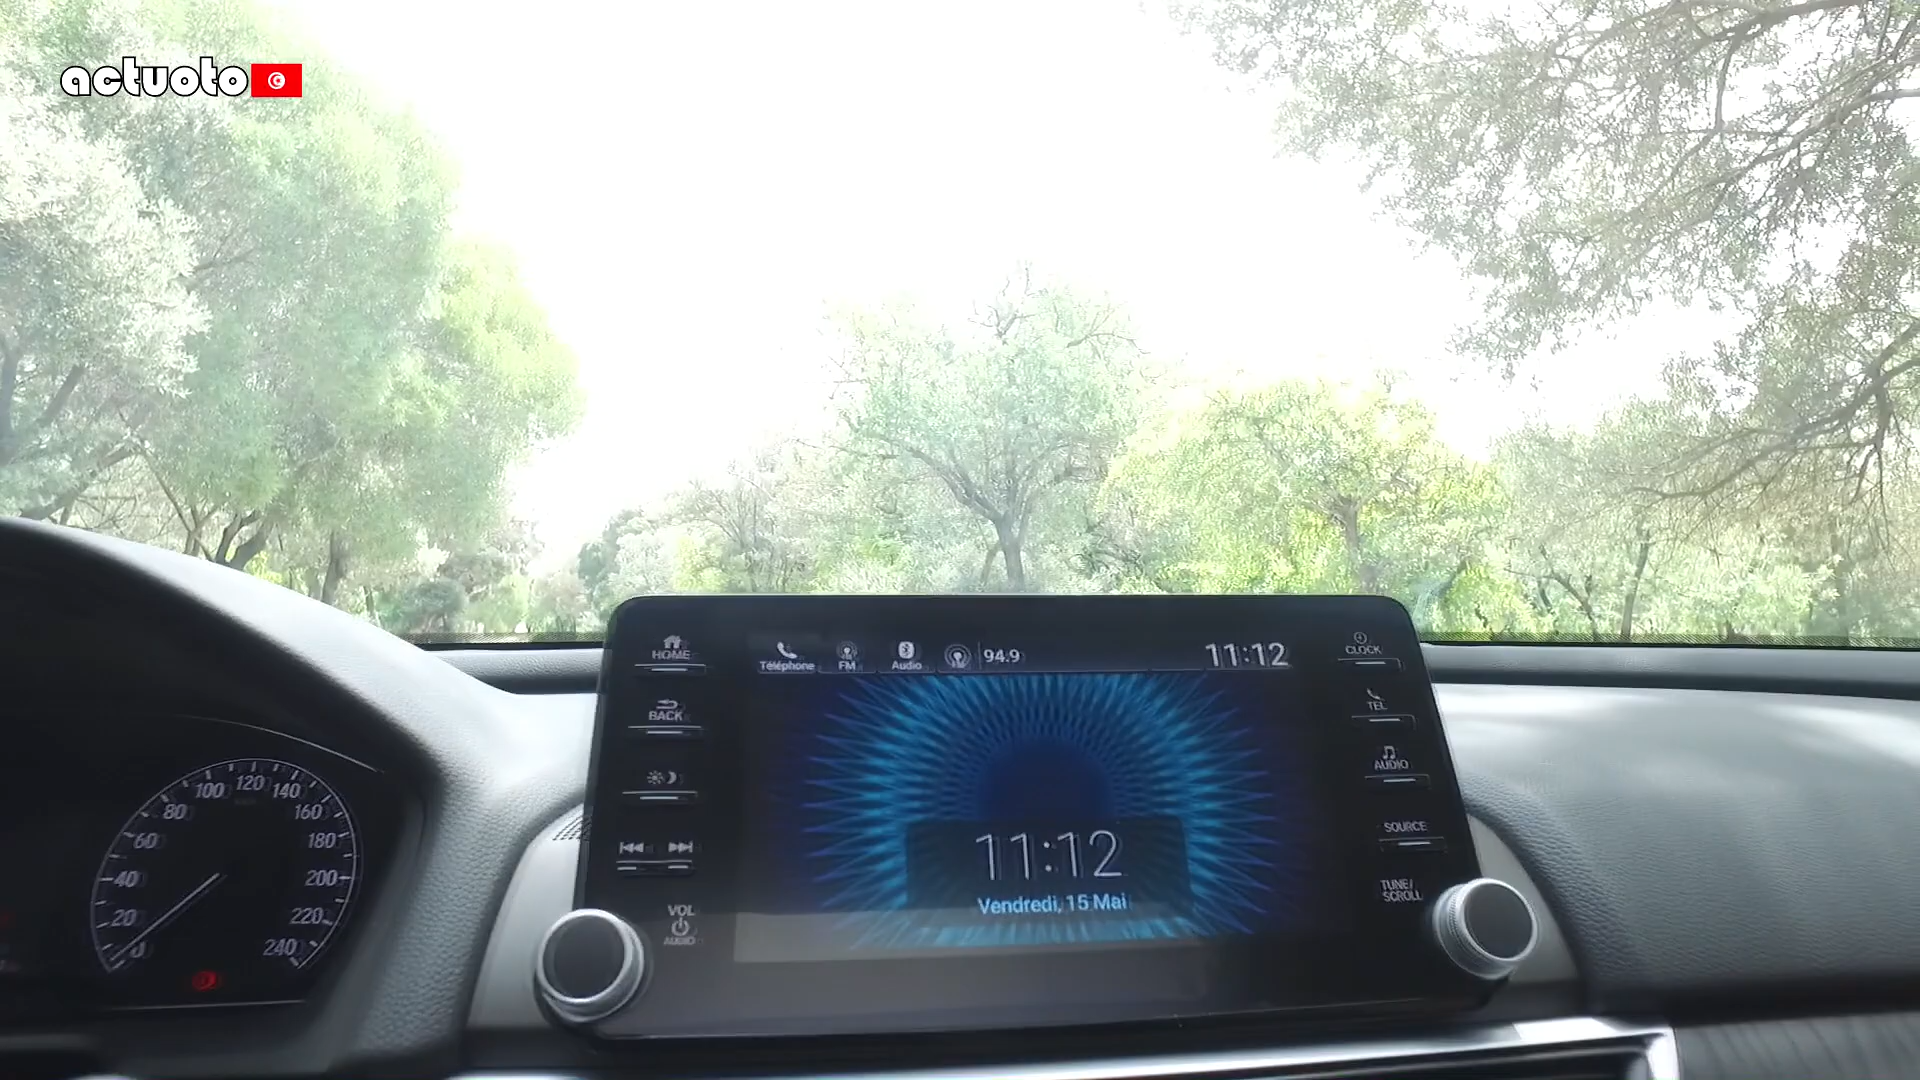 actuoto
HOME
BACK
VOL
AUDIO
Téléphone
FM
Audio
94.9
11:12
11:12
Vendredi, 15 Mai
CLOCK
TEL
AUDIO
SOURCE
TUNE/
SCROLL
0
20
40
60
80
100
120
140
160
180
200
220
240